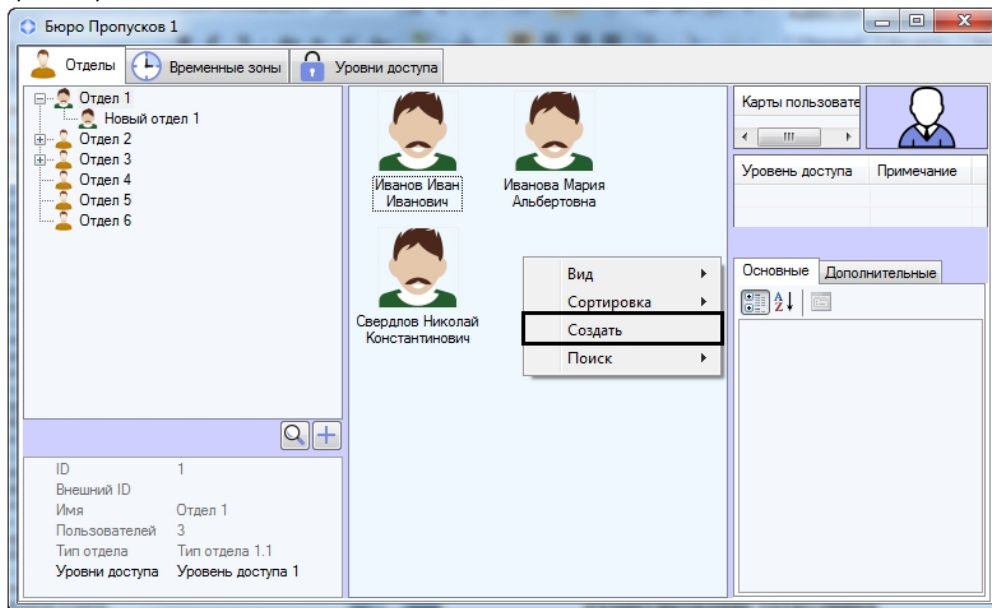 Бюро Пропусков 1
Отделы
Временные зоны
Уровни доступа
Отдел 1
Новый отдел 1
Отдел 2
Отдел 3
Отдел 4
Отдел 5
Отдел 6
ID 1
Внешний ID
Имя Отдел 1
Пользователей 3
Тип отдела Тип отдела 1.1
Уровни доступа Уровень доступа 1
Иванов Иван
Иванович
Иванова Мария
Альбертовна
Свердлов Николай
Константинович
Вид
Сортировка
Создать
Поиск
Карты пользовате
Уровень доступа Примечание
Основные
Дополнительные